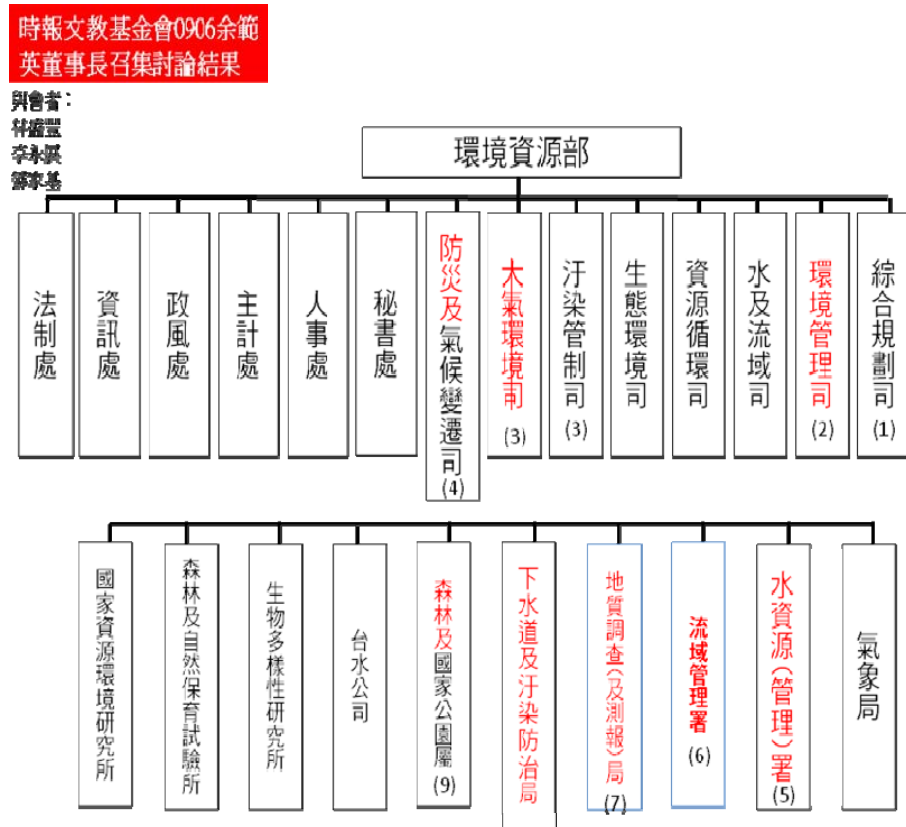 時報文教基金會0906余範
英董事長召集討論結果
與會者：
林盛豐
李永展
環境資源部
法制處
資訊處
政風處
主計處
人事處
秘書處
防災及氣候變遷司(4)
大氣環境司(3)
汙染管制司(3)
生態環境司
資源循環司
水及流域司
環境管理司(2)
綜合規劃司(1)
國家資源環境研究所
森林及自然保育試驗所
生物多樣性研究所
台水公司
森林及國家公園屬(9)
下水道及汙染防治局
地質調查(及測報)局(7)
流域管理署(6)
水資源(管理)署(5)
氣象局